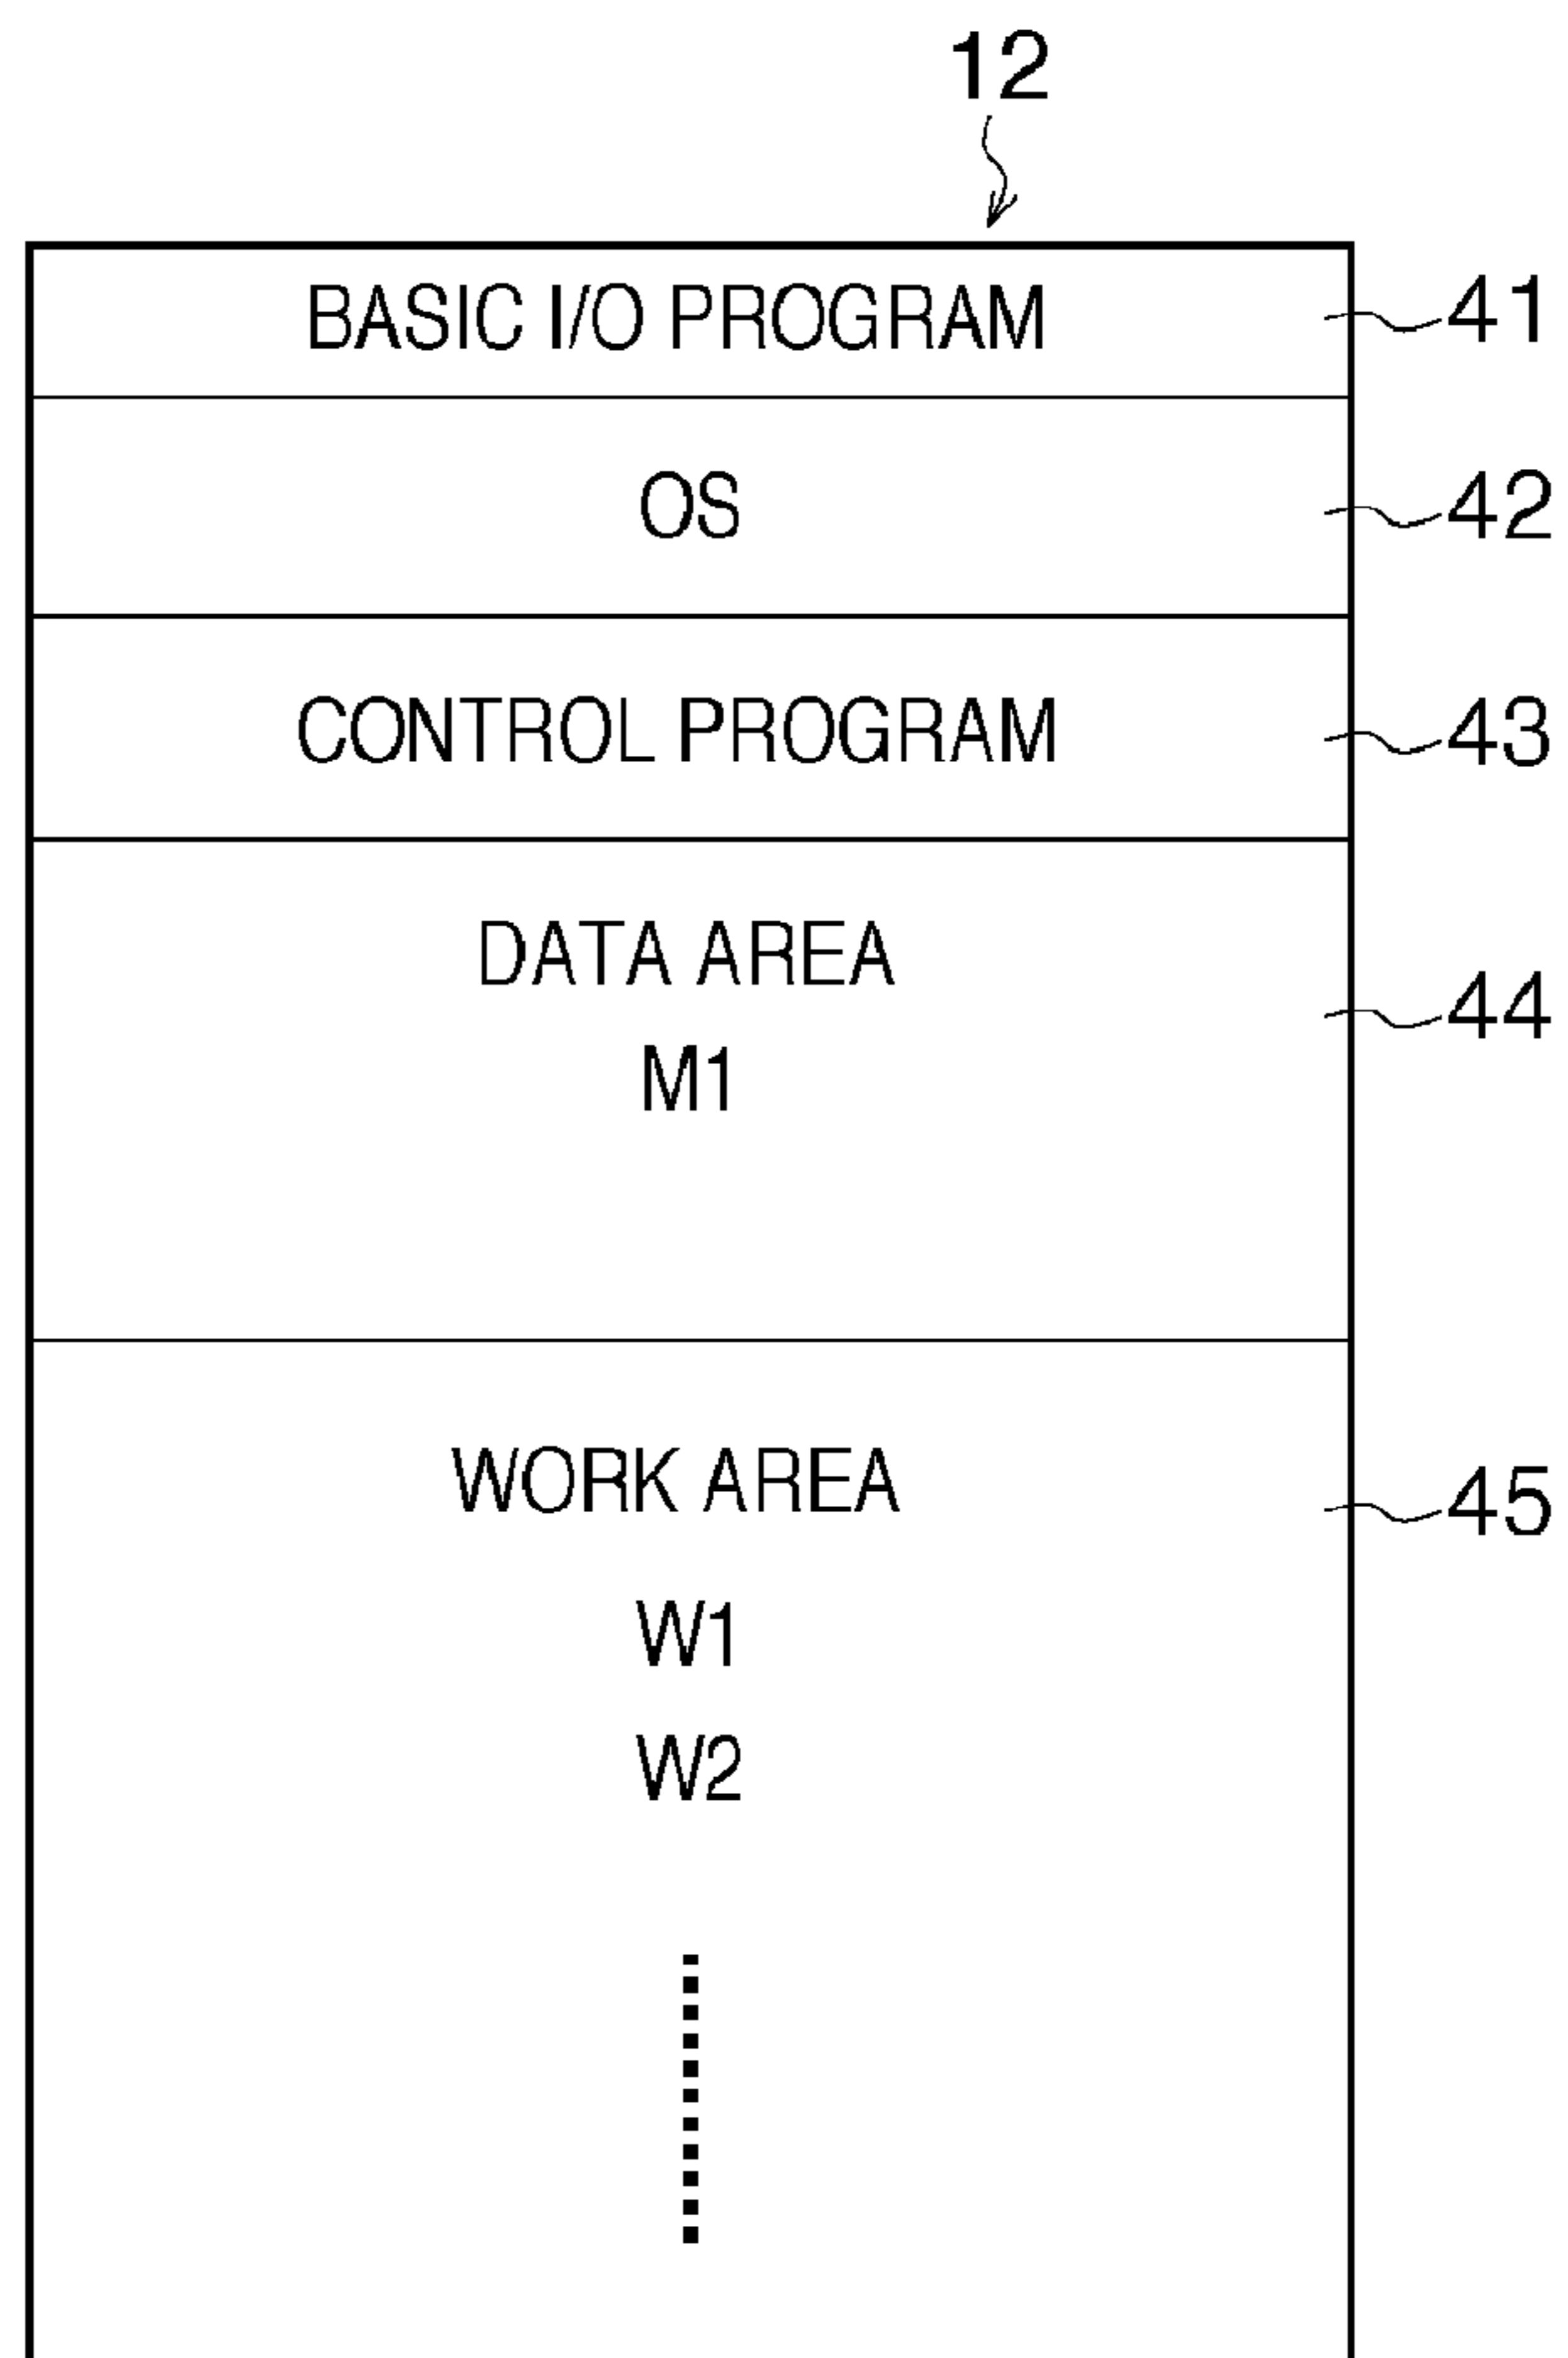 12
BASIC I/O PROGRAM 41
OS 42
CONTROL PROGRAM 43
DATA AREA 44
M1
WORK AREA 45
W1
W2